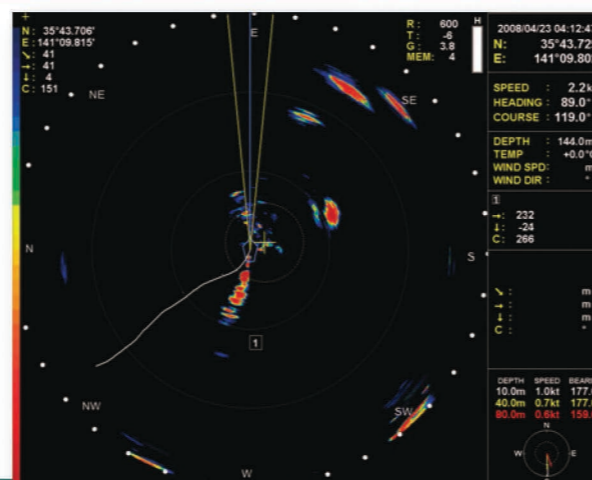 +
N : 35°43.706'
E : 141°09.815'
↘ : 41
→ : 41
↓ : 4
C : 151
R : 600
T : -6
G : 3.8
MEM: 4
H
E
NE
SE
N
S
NW
SW
W
1
2008/04/23 04:12:4
N: 35°43.72
E: 141°09.80
SPEED : 2.2k
HEADING : 89.0°
COURSE : 119.0°
DEPTH : 144.0m
TEMP : +0.0°
WIND SPD: m
WIND DIR : °
1
→: 232
↓: -24
C: 266
↘ : m
→ : m
↓ : m
C : °
DEPTH SPEED BEAR
10.0m 1.0kt 177.
40.0m 0.7kt 177.
80.0m 0.6kt 159.
N
W E